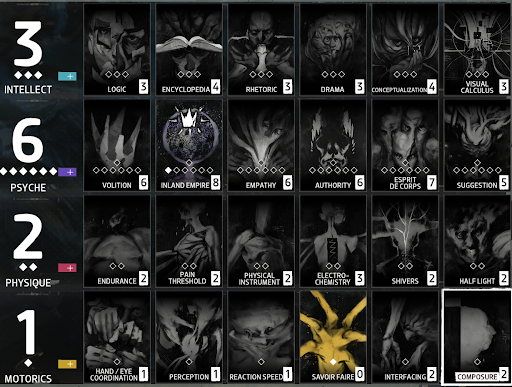 3
INTELLECT
+
LOGIC
3
ENCYCLOPEDIA
4
RHETORIC
3
DRAMA
3
CONCEPTUALIZATION
4
VISUAL
CALCULUS
3
6
PSYCHE
+
VOLITION
6
INLAND EMPIRE
8
EMPATHY
6
AUTHORITY
6
ESPRIT
DE CORPS
7
SUGGESTION
6
2
PHYSIQUE
+
ENDURANCE
2
PAIN
THRESHOLD
2
PHYSICAL
INSTRUMENT
2
ELECTRO-
CHEMISTRY
3
SHIVERS
2
HALF LIGHT
2
1
MOTORICS
+
HAND / EYE
COORDINATION
1
PERCEPTION
1
REACTION SPEED
1
SAVOIR FAIRE
0
INTERFACING
2
COMPOSURE
2